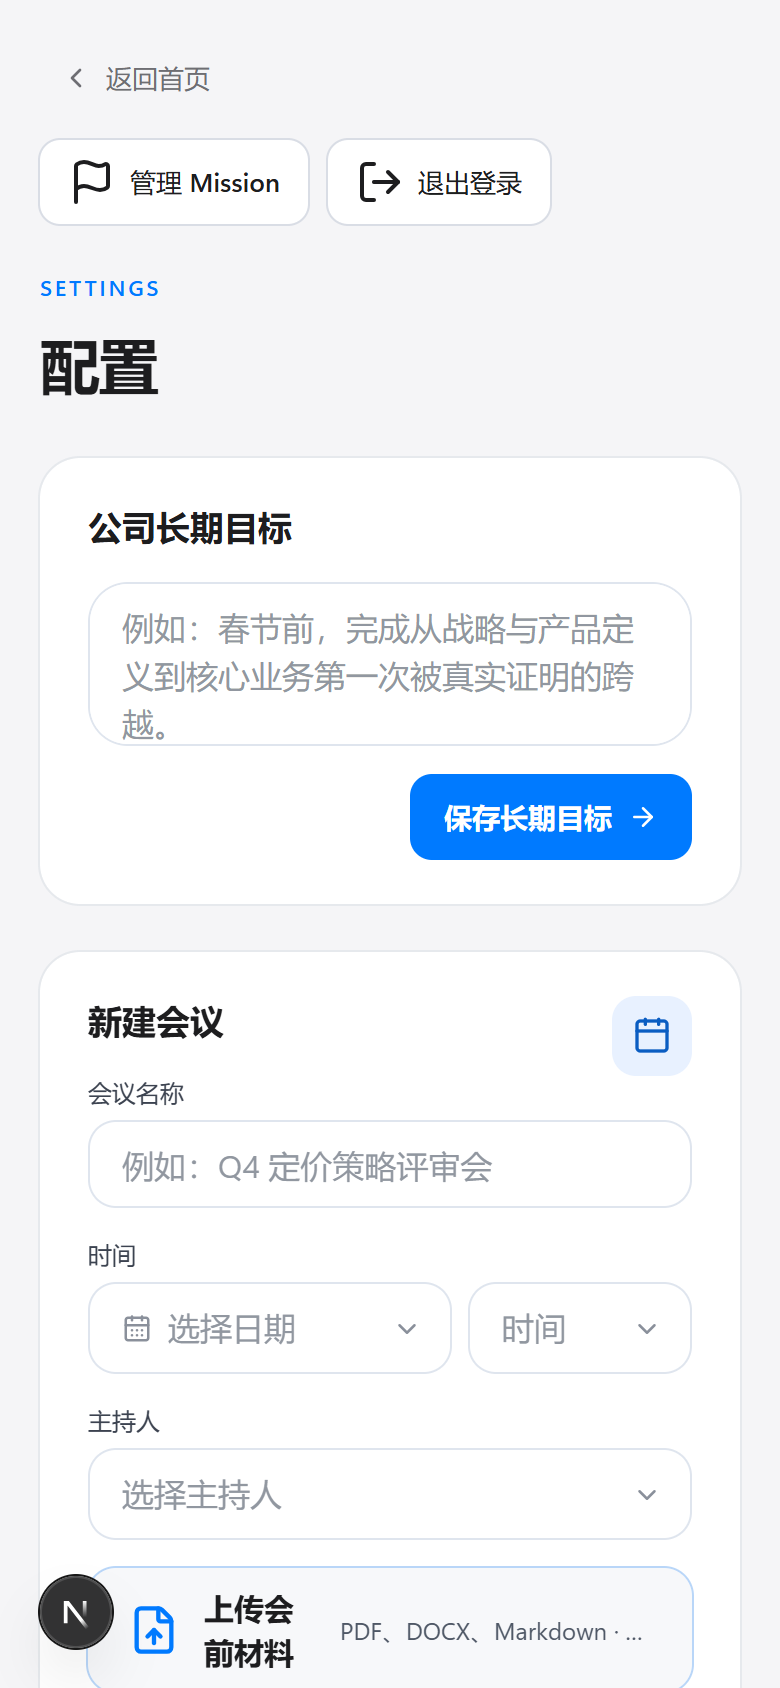 返回首页
管理 Mission
退出登录
SETTINGS
配置
公司长期目标
例如：春节前，完成从战略与产品定
义到核心业务第一次被真实证明的跨
越。
保存长期目标
新建会议
会议名称
例如：Q4 定价策略评审会
时间
选择日期
时间
主持人
选择主持人
上传会
前材料
PDF、DOCX、Markdown · ...
N